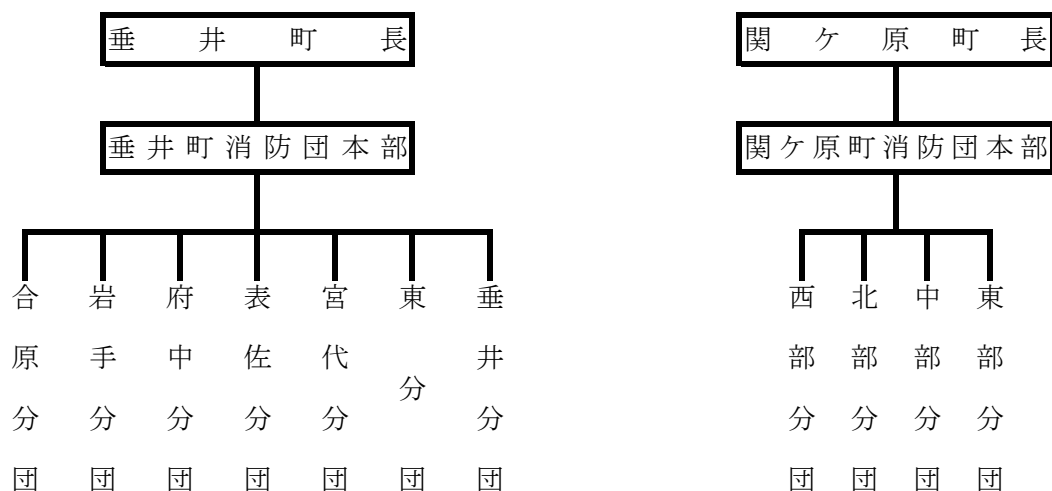 垂井町長
垂井町消防団本部
合原分団
岩手分団
府中分団
表佐分団
宮代分団
東分団
垂井分団
関ケ原町長
関ケ原町消防団本部
西部分団
北部分団
中部分団
東部分団